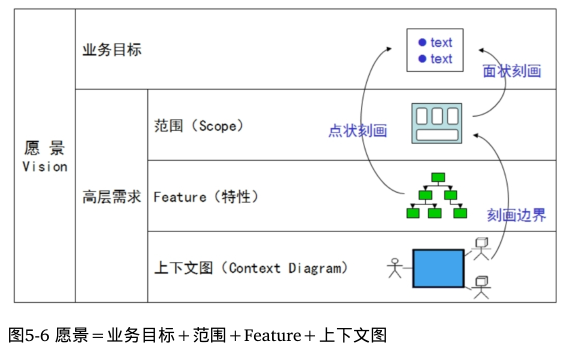 业务目标
text
text
面状刻画
范围（Scope）
点状刻画
愿 景
Vision
高层需求
Feature（特性）
刻画边界
上下文图（Context Diagram）
图5-6 愿景＝业务目标＋范围＋Feature＋上下文图